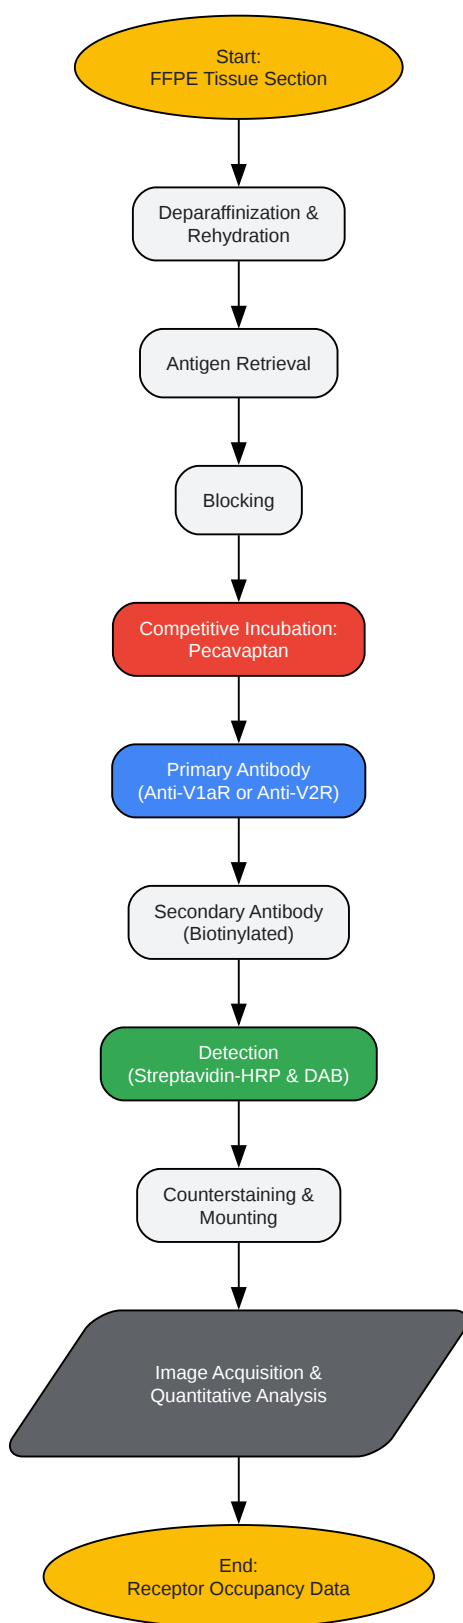 Start:
FFPE Tissue Section
Deparaffinization &
Rehydration
Antigen Retrieval
Blocking
Competitive Incubation:
Pecavaptan
Primary Antibody
(Anti-V1aR or Anti-V2R)
Secondary Antibody
(Biotinylated)
Detection
(Streptavidin-HRP & DAB)
Counterstaining &
Mounting
Image Acquisition &
Quantitative Analysis
End:
Receptor Occupancy Data